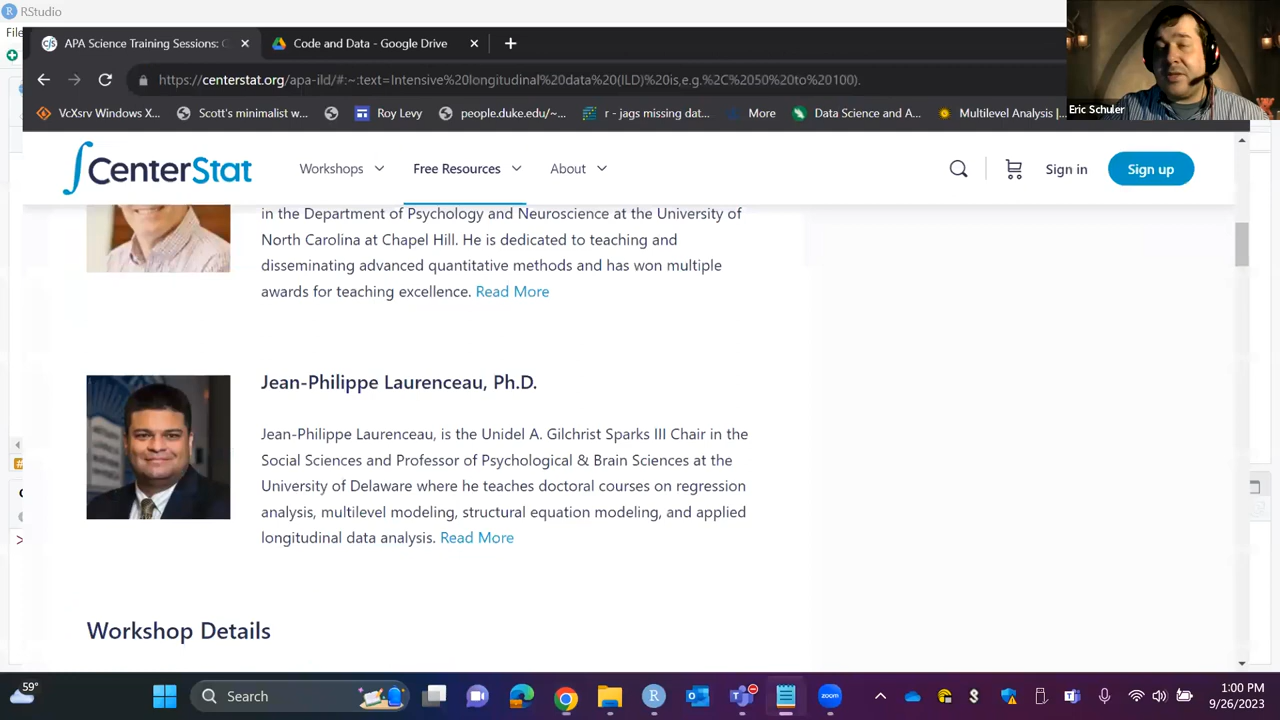 RStudio
File
APA Science Training Sessions: C
Code and Data - Google Drive
https://centerstat.org/apa-ild/#:~:text=Intensive%20longitudinal%20data%20(ILD)%20is,e.g.%2C%2050%20to%20100).
VcXsrv Windows X...
Scott's minimalist w...
Roy Levy
people.duke.edu/~...
r - jags missing dat...
More
Data Science and A...
Multilevel Analysis |...
Eric Schuler
CenterStat
Workshops
Free Resources
About
Sign in
Sign up
in the Department of Psychology and Neuroscience at the University of
North Carolina at Chapel Hill. He is dedicated to teaching and
disseminating advanced quantitative methods and has won multiple
awards for teaching excellence. Read More
Jean-Philippe Laurenceau, Ph.D.
Jean-Philippe Laurenceau, is the Unidel A. Gilchrist Sparks III Chair in the
Social Sciences and Professor of Psychological & Brain Sciences at the
University of Delaware where he teaches doctoral courses on regression
analysis, multilevel modeling, structural equation modeling, and applied
longitudinal data analysis. Read More
Workshop Details
59°
Search
1:00 PM
9/26/2023